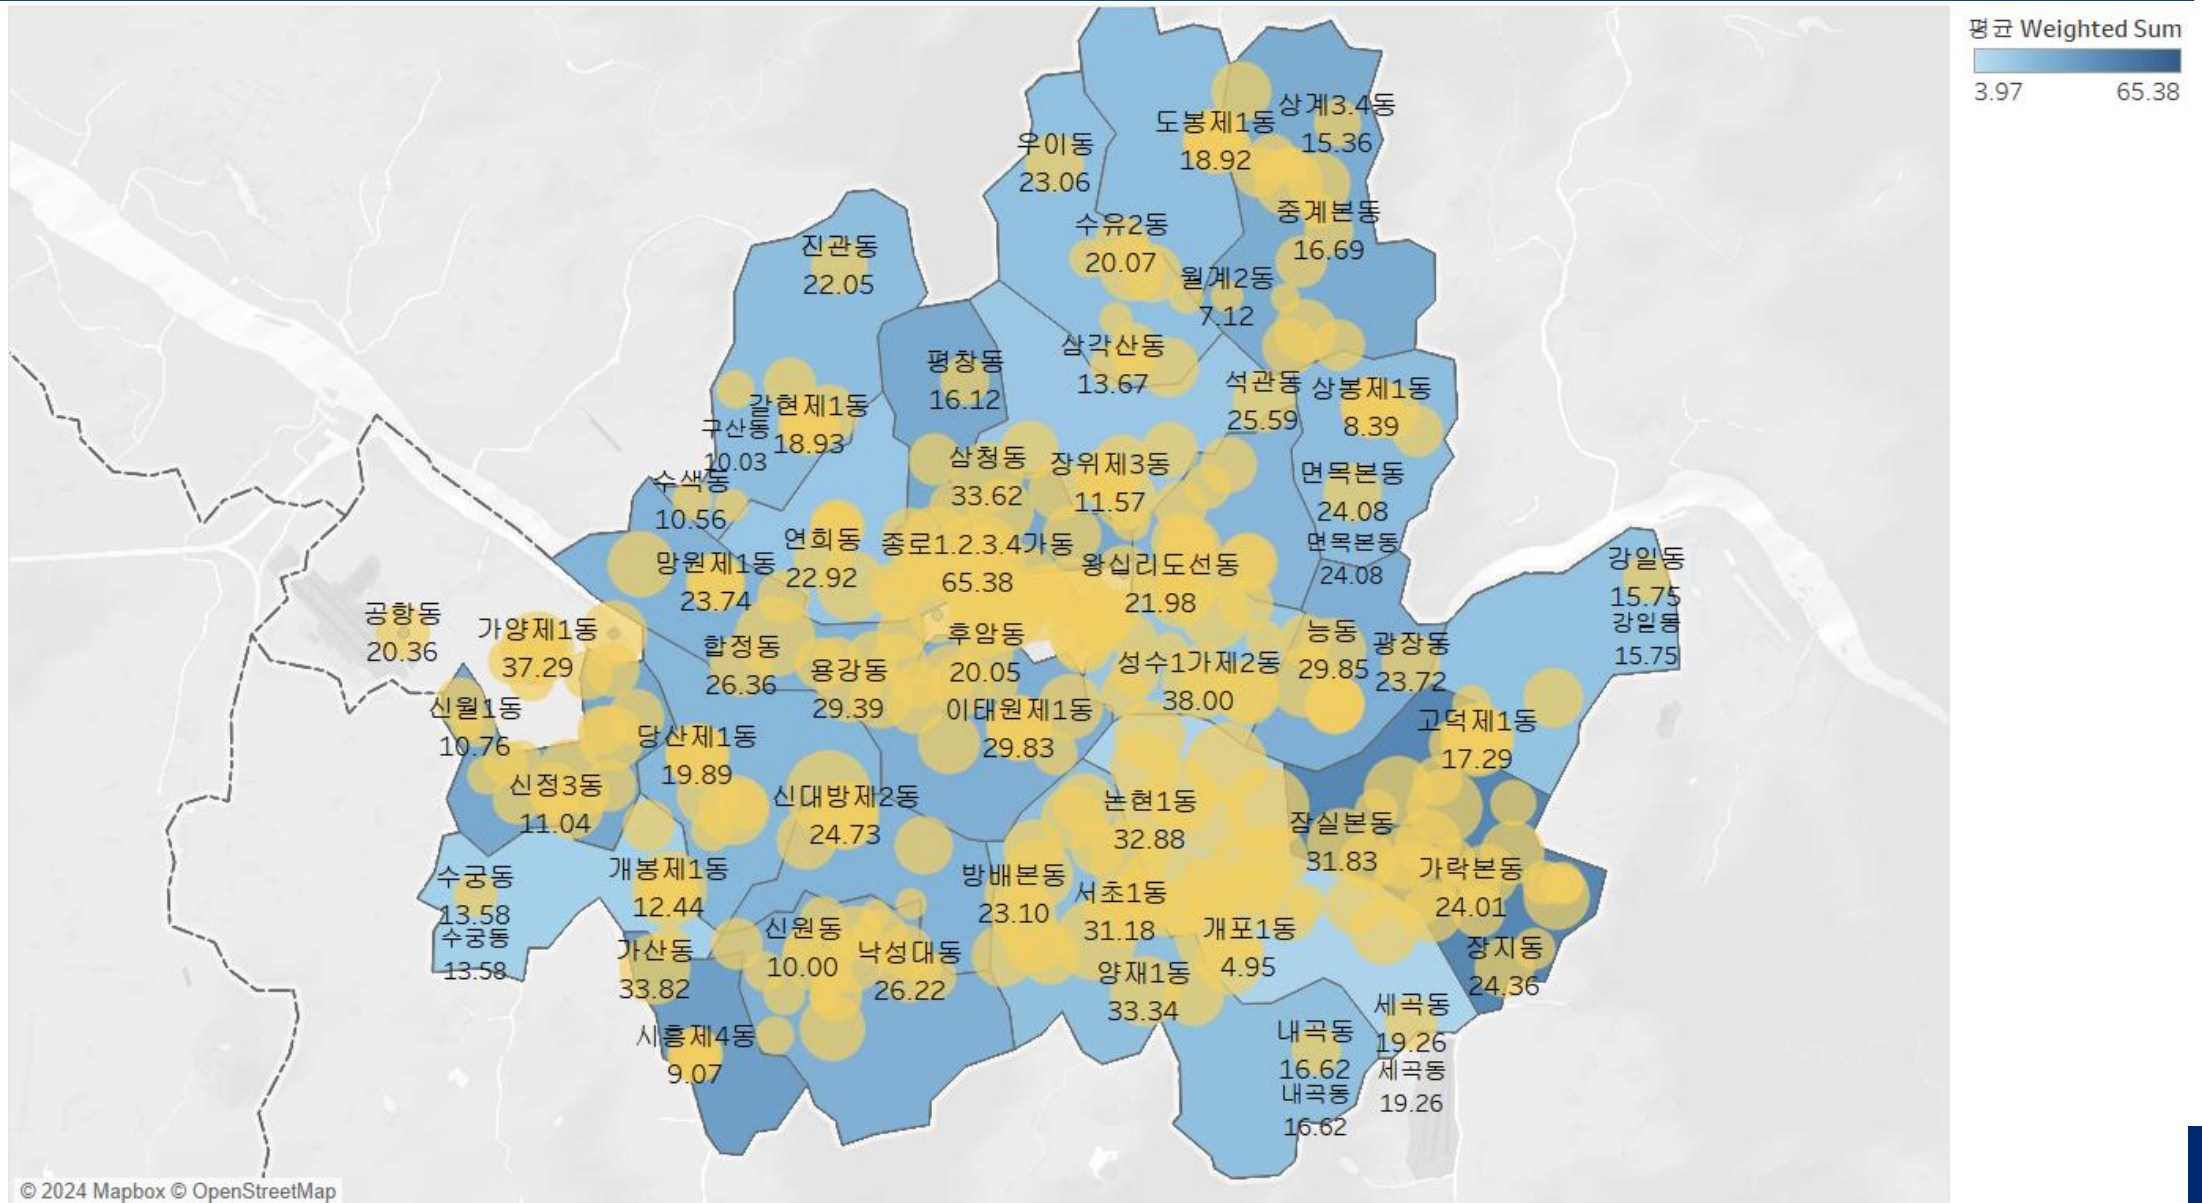 평균 Weighted Sum
3.97 65.38
상계3.4동
15.36
도봉제1동
18.92
우이동
23.06
중계본동
16.69
수유2동
20.07
진관동
22.05
월계2동
7.12
삼각산동
13.67
평창동
16.12
석관동
25.59
상봉제1동
8.39
갈현제1동
18.93
구산동
10.03
삼청동
33.62
장위제3동
11.57
면목본동
24.08
수색동
10.56
연희동
22.92
종로1.2.3.4가동
65.38
면목본동
24.08
망원제1동
23.74
왕십리도선동
21.98
강일동
15.75
강일동
15.75
공항동
20.36
가양제1동
37.29
합정동
26.36
후암동
20.05
능동
29.85
광장동
23.72
용강동
29.39
성수1가제2동
38.00
신월1동
10.76
이태원제1동
29.83
고덕제1동
17.29
당산제1동
19.89
신정3동
11.04
신대방제2동
24.73
논현1동
32.88
잠실본동
31.83
수궁동
13.58
수궁동
13.58
개봉제1동
12.44
방배본동
23.10
가락본동
24.01
서초1동
31.18
신원동
10.00
개포1동
4.95
가산동
33.82
낙성대동
26.22
장지동
24.36
양재1동
33.34
세곡동
19.26
세곡동
19.26
시흥제4동
9.07
내곡동
16.62
내곡동
16.62
© 2024 Mapbox © OpenStreetMap